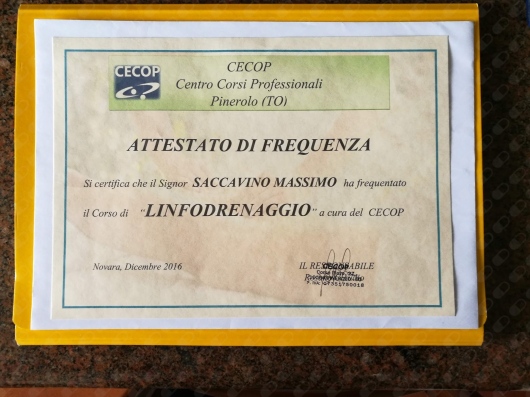 CECOP
CECOP
Centro Corsi Professionali
Pinerolo (TO)
ATTESTATO DI FREQUENZA
Si certifica che il Signor SACCAVINO MASSIMO ha frequentato
il Corso di "LINFODRENAGGIO" a cura del CECOP
Novara, Dicembre 2016
IL RESPONSABILE
CECOP